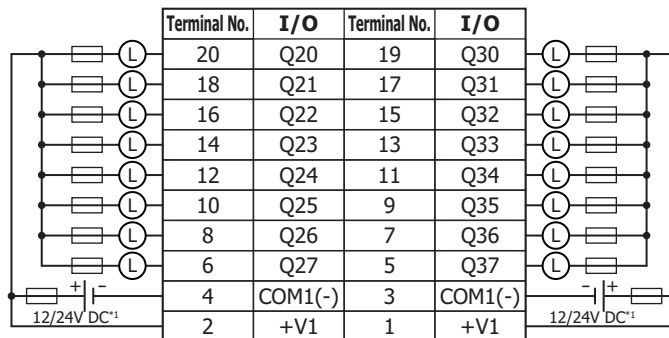 Terminal No. I/O Terminal No. I/O
L 20 Q20 19 Q30 L
L 18 Q21 17 Q31 L
L 16 Q22 15 Q32 L
L 14 Q23 13 Q33 L
L 12 Q24 11 Q34 L
L 10 Q25 9 Q35 L
L 8 Q26 7 Q36 L
L 6 Q27 5 Q37 L
+ - 4 COM1(-) 3 COM1(-) - +
12/24V DC*1 2 +V1 1 +V1 12/24V DC*1